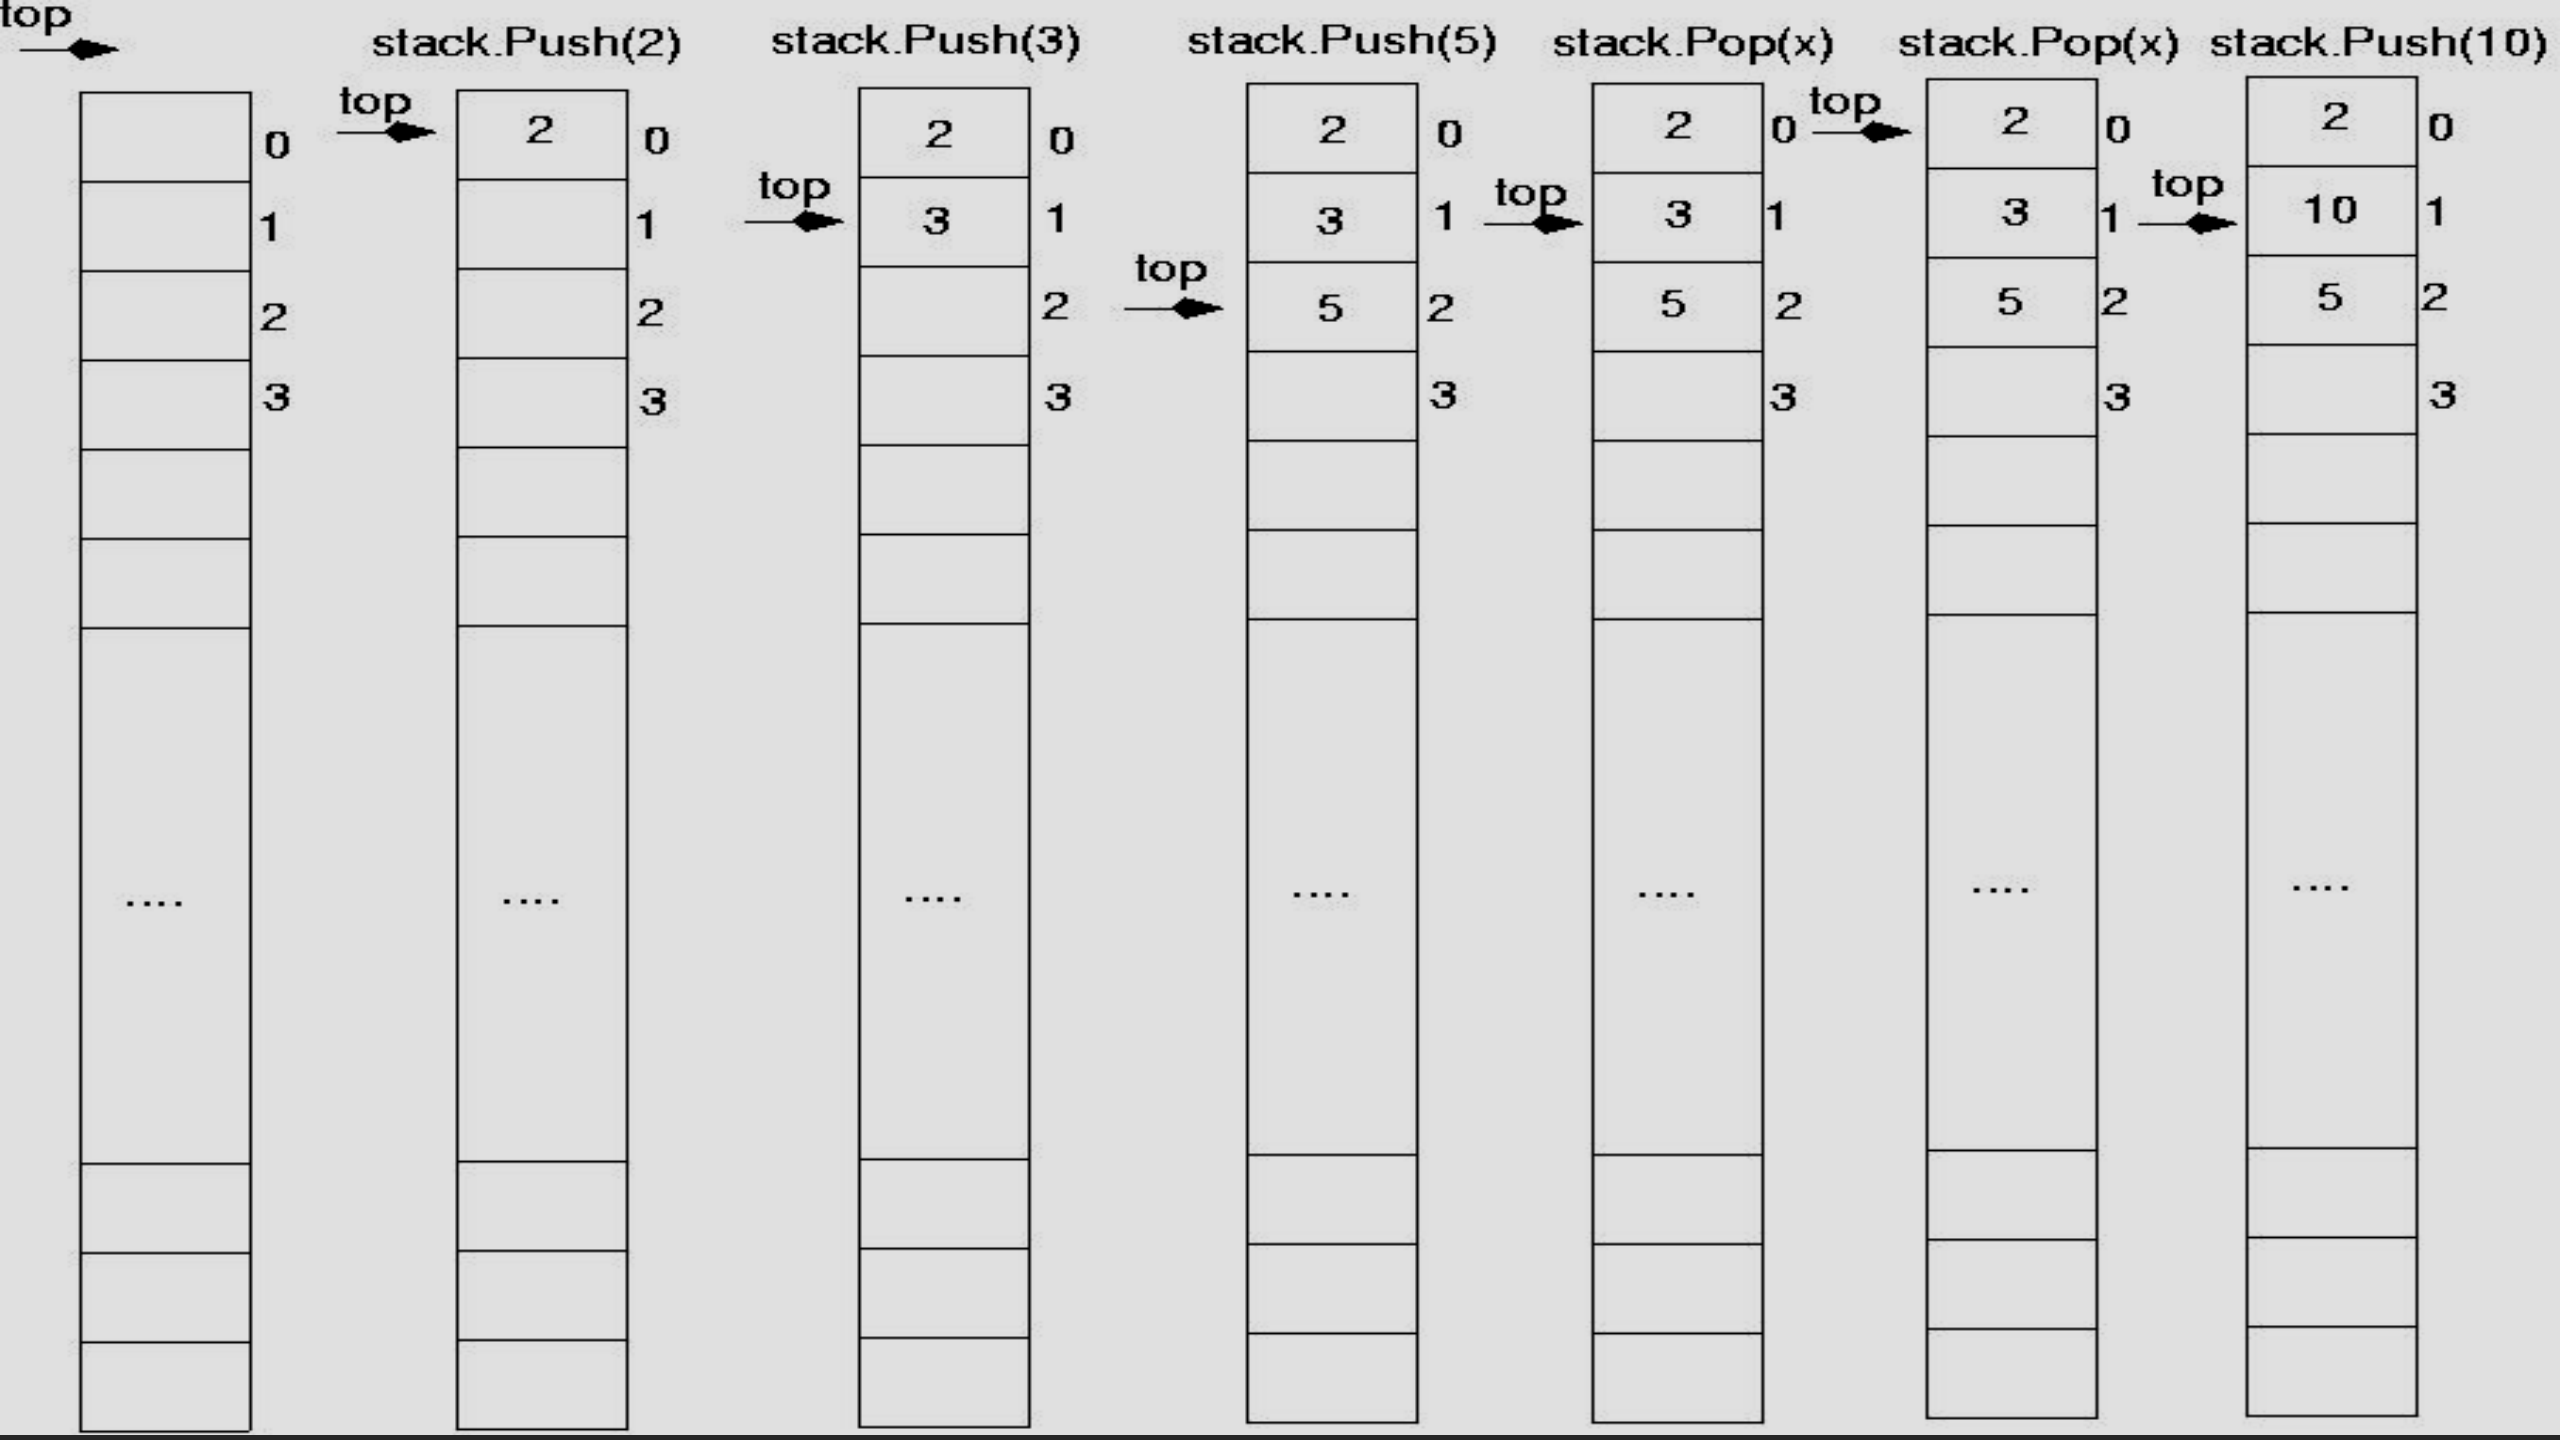 top
stack.Push(2) stack.Push(3) stack.Push(5) stack.Pop(x) stack.Pop(x) stack.Push(10)
top top
2 2 2 2 2 2
0 0 0 0 0 0 0
top top top
3 3 3 3 10
1 1 1 1 1 1 1
top
5 5 5 5
2 2 2 2 2 2 2
3 3 3 3 3 3 3
.... .... .... .... .... .... ....